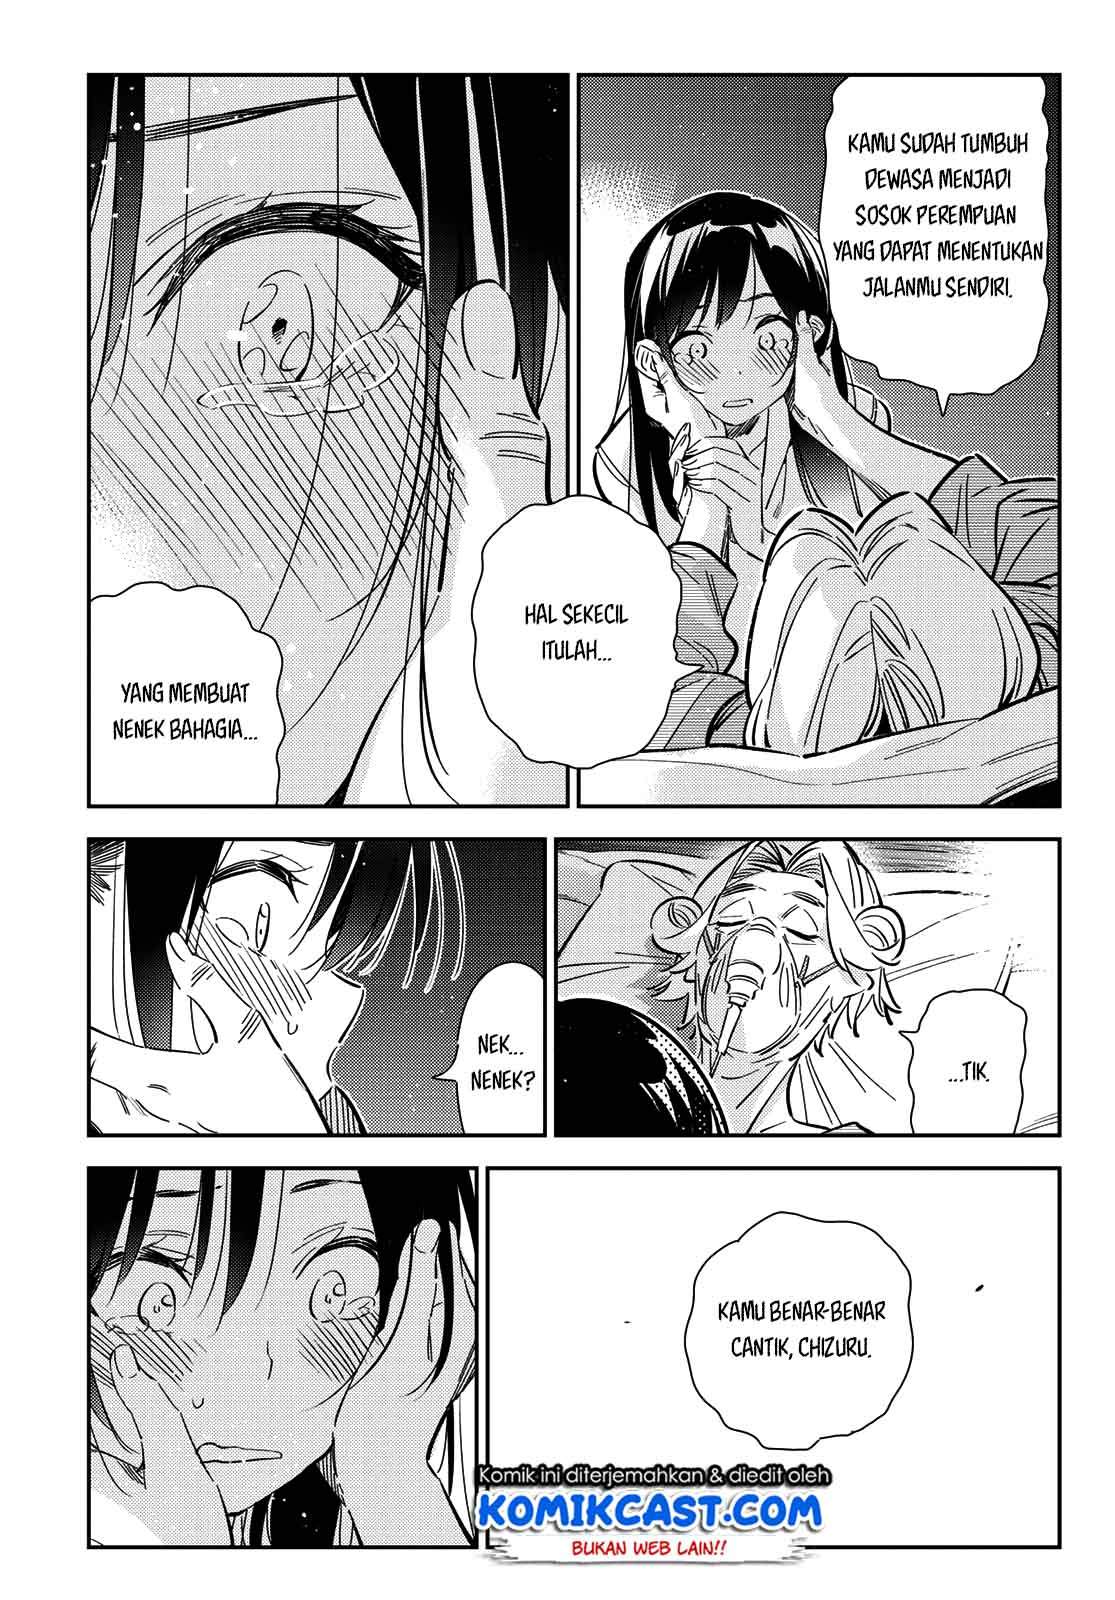 KAMU SUDAH TUMBUH
DEWASA MENJADI
SOSOK PEREMPUAN
YANG DAPAT MENENTUKAN
JALANMU SENDIRI.
HAL SEKECIL
ITULAH...
YANG MEMBUAT
NENEK BAHAGIA...
...TIK.
NEK...
NENEK?
KAMU BENAR-BENAR
CANTIK, CHIZURU.
Komik ini diterjemahkan & diedit oleh
KOMIKCAST.COM
BUKAN WEB LAIN!!